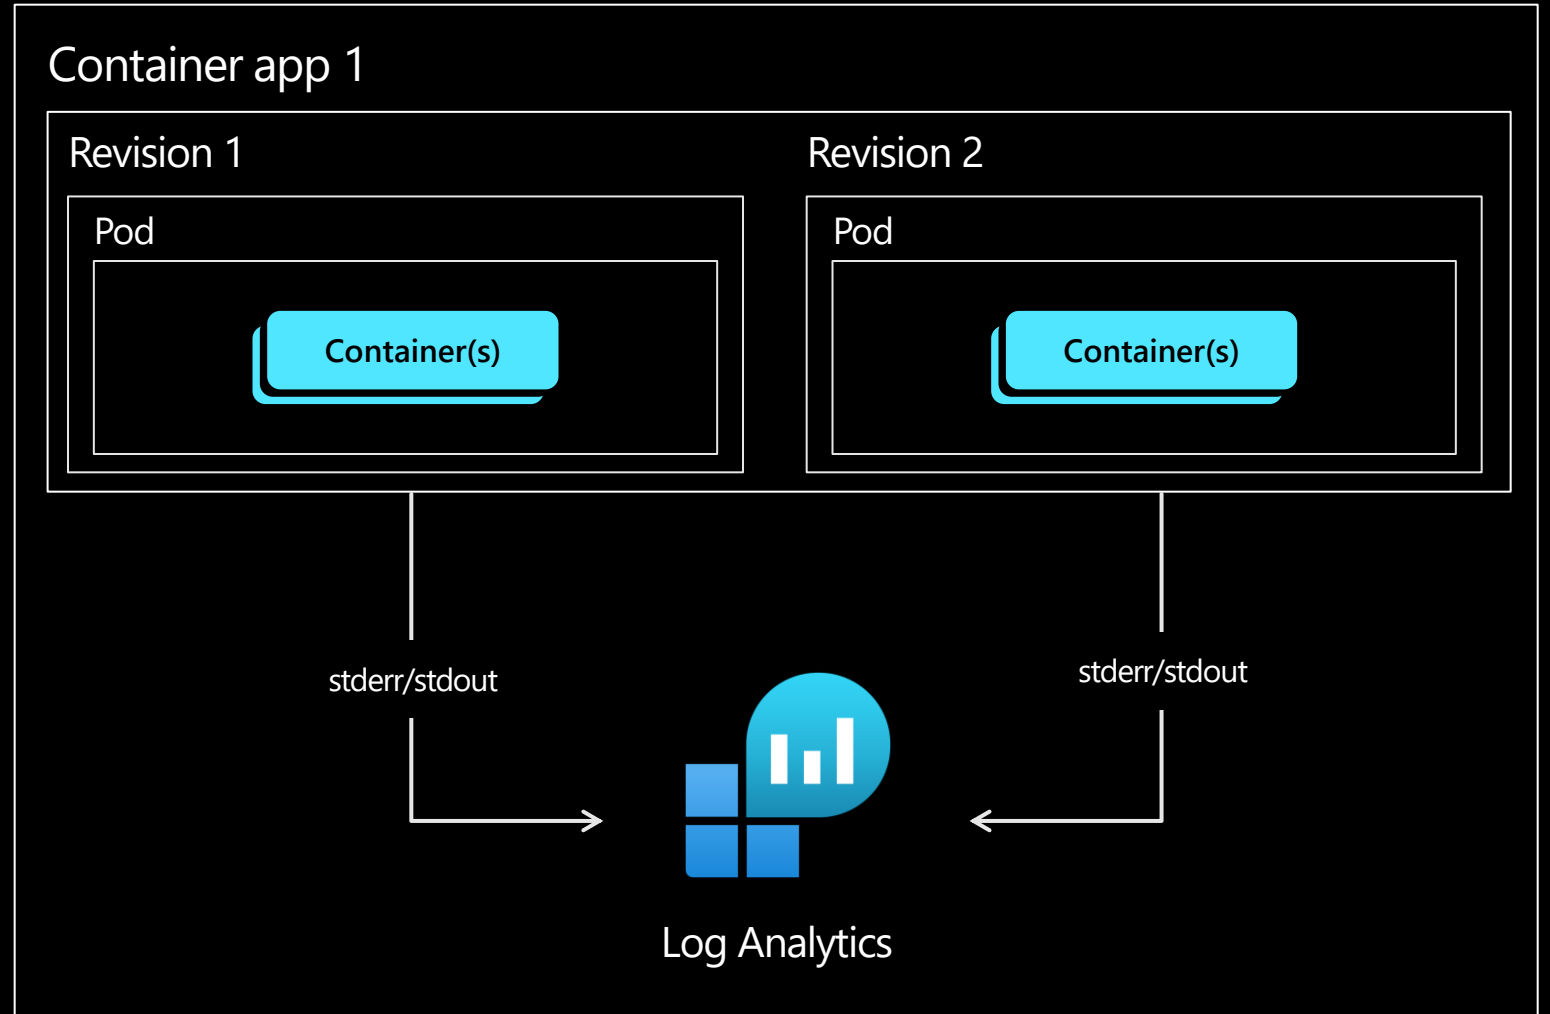 Container app 1
Revision 1
Revision 2
Pod
Pod
Container(s)
Container(s)
stderr/stdout
stderr/stdout
Log Analytics